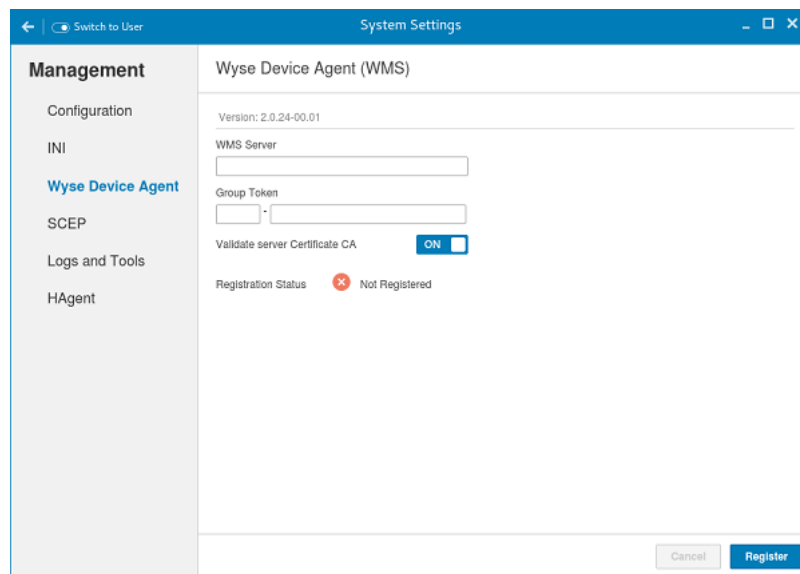 Switch to User
System Settings
Management
Configuration
INI
Wyse Device Agent
SCEP
Logs and Tools
HAgent
Wyse Device Agent (WMS)
Version: 2.0.24-00.01
WMS Server
Group Token
-
Validate server Certificate CA ON
Registration Status Not Registered
Cancel Register